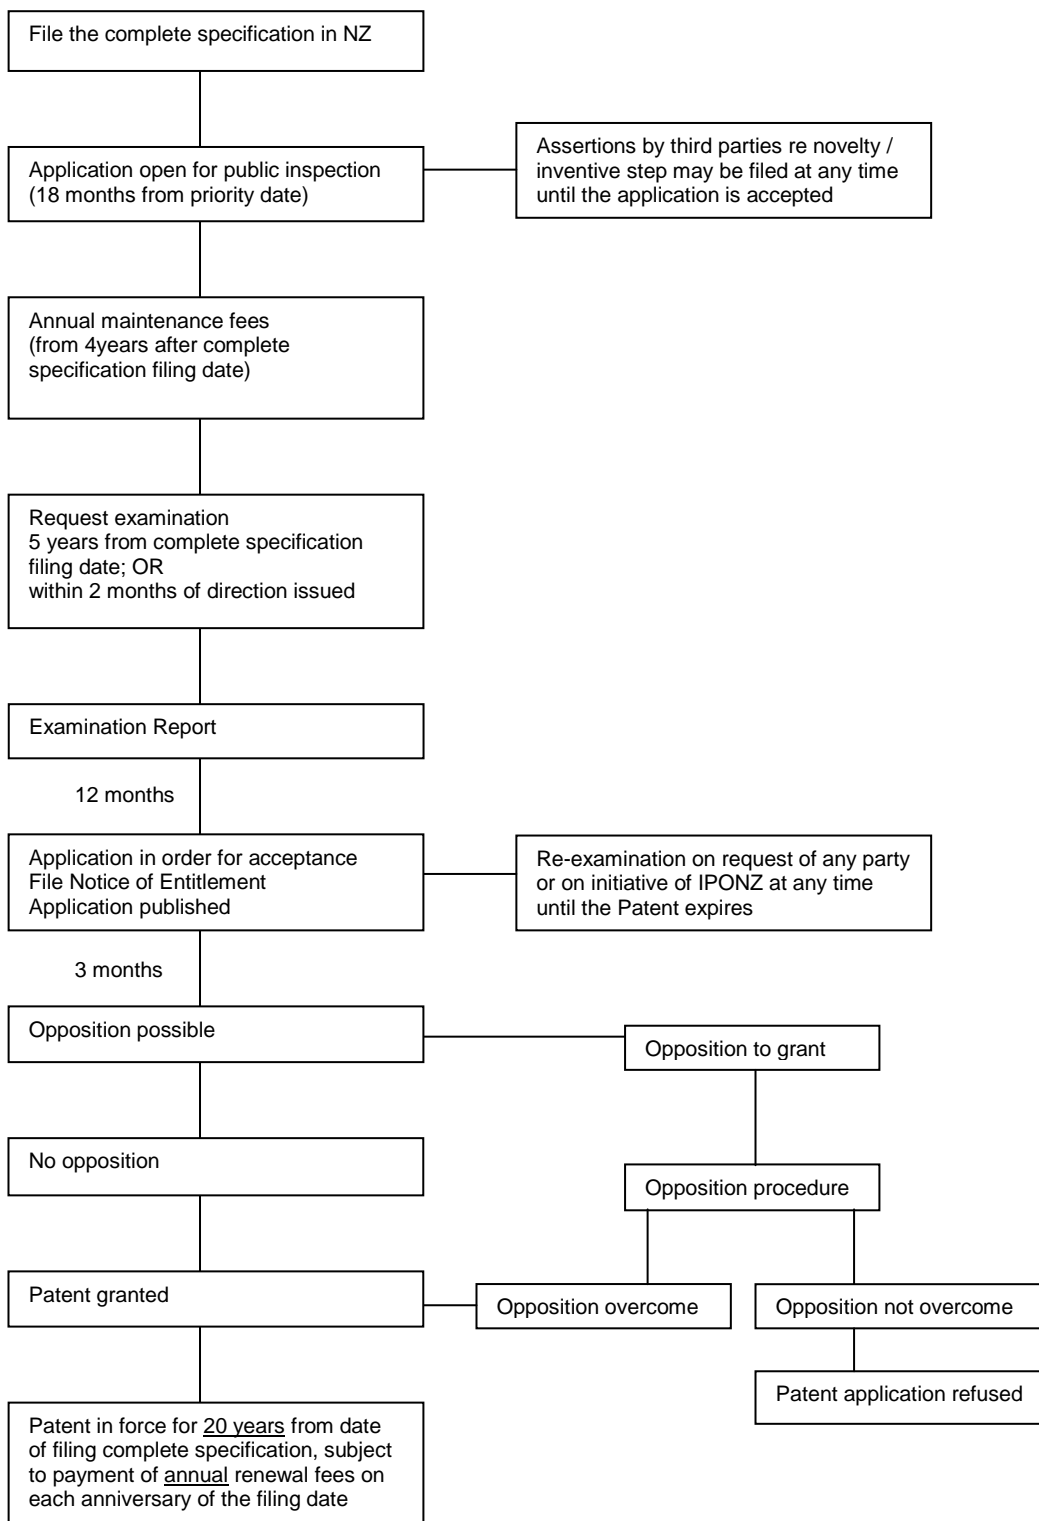 File the complete specification in NZ
Application open for public inspection
(18 months from priority date)
Assertions by third parties re novelty /
inventive step may be filed at any time
until the application is accepted
Annual maintenance fees
(from 4years after complete
specification filing date)
Request examination
5 years from complete specification
filing date; OR
within 2 months of direction issued
Examination Report
12 months
Application in order for acceptance
File Notice of Entitlement
Application published
Re-examination on request of any party
or on initiative of IPONZ at any time
until the Patent expires
3 months
Opposition possible
Opposition to grant
No opposition
Opposition procedure
Patent granted
Opposition overcome
Opposition not overcome
Patent application refused
Patent in force for 20 years from date
of filing complete specification, subject
to payment of annual renewal fees on
each anniversary of the filing date